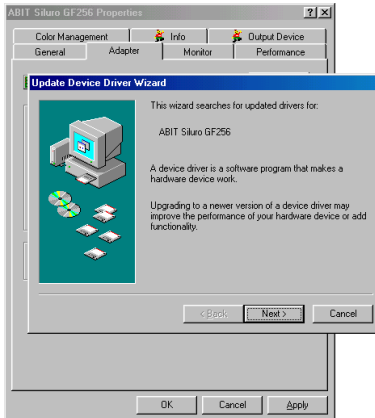 ABIT Siluro GF256 Properties
Color Management Info Output Device
General Adapter Monitor Performance
Update Device Driver Wizard
This wizard searches for updated drivers for:
ABIT Siluro GF256
A device driver is a software program that makes a
hardware device work.
Upgrading to a newer version of a device driver may
improve the performance of your hardware device or add
functionality.
< Back Next > Cancel
OK Cancel Apply